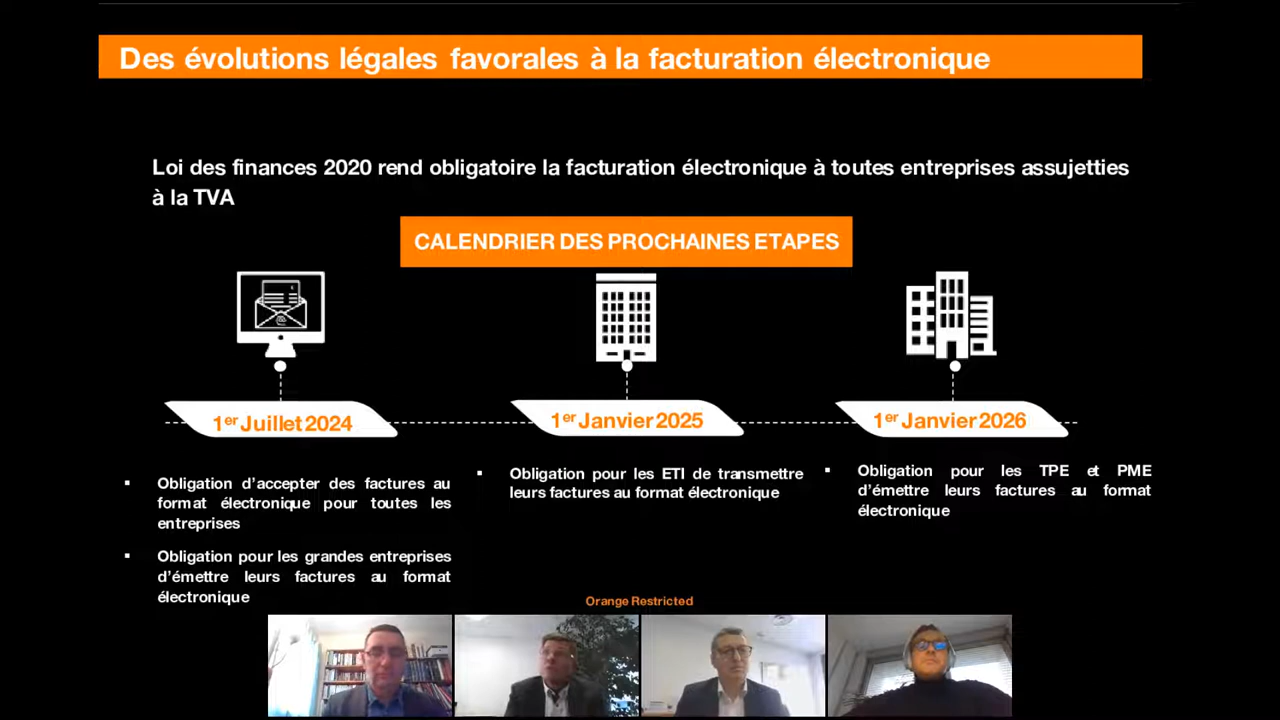 Des évolutions légales favorales à la facturation électronique
Loi des finances 2020 rend obligatoire la facturation électronique à toutes entreprises assujetties
à la TVA
CALENDRIER DES PROCHAINES ETAPES
@
1er Juillet 2024
1er Janvier 2025
1er Janvier 2026
▪ Obligation d'accepter des factures au
format électronique pour toutes les
entreprises
▪ Obligation pour les grandes entreprises
d'émettre leurs factures au format
électronique
▪ Obligation pour les ETI de transmettre
leurs factures au format électronique
▪ Obligation pour les TPE et PME
d'émettre leurs factures au format
électronique
Orange Restricted